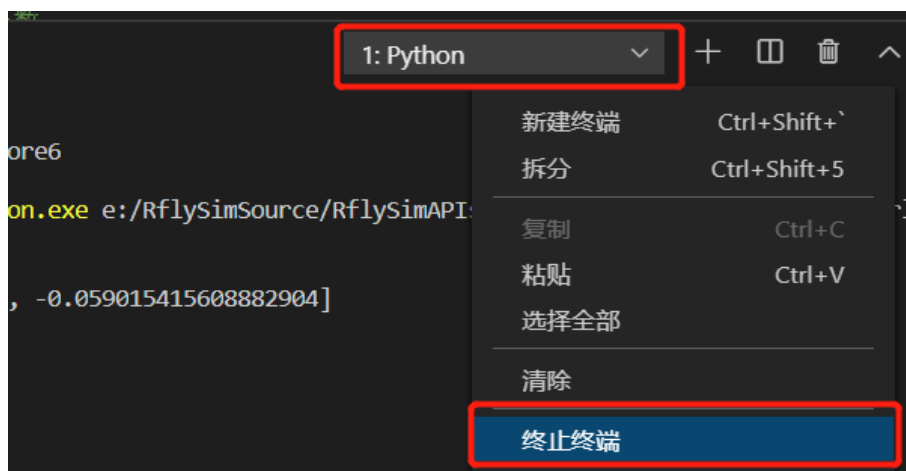 1: Python
新建终端 Ctrl+Shift+`
ore6
拆分 Ctrl+Shift+5
on.exe e:/RflySimSource/RflySimAPI
复制 Ctrl+C
粘贴 Ctrl+V
, -0.059015415608882904]
选择全部
清除
终止终端